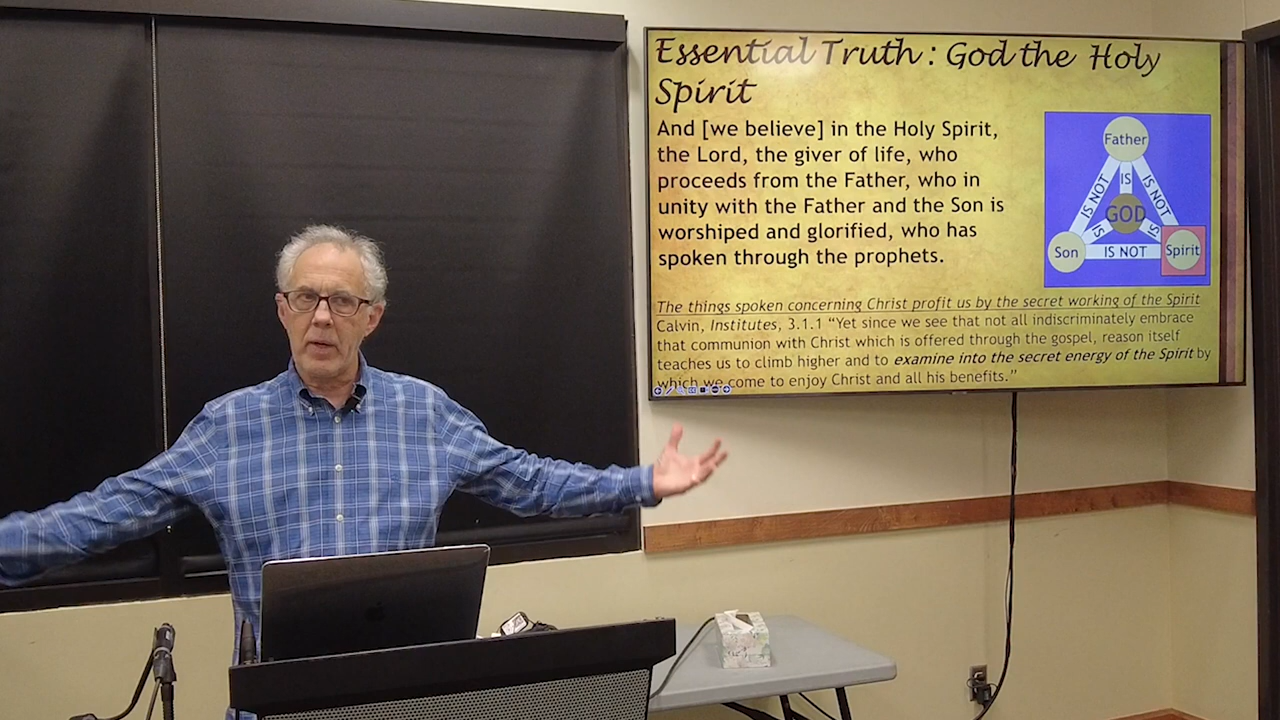 Essential Truth : God the Holy
Spirit
And [we believe] in the Holy Spirit,
the Lord, the giver of life, who
proceeds from the Father, who in
unity with the Father and the Son is
worshiped and glorified, who has
spoken through the prophets.
Father
IS NOT
IS
IS NOT
GOD
IS
IS
Son
IS NOT
Spirit
The things spoken concerning Christ profit us by the secret working of the Spirit
Calvin, Institutes, 3.1.1 “Yet since we see that not all indiscriminately embrace
that communion with Christ which is offered through the gospel, reason itself
teaches us to climb higher and to examine into the secret energy of the Spirit by
which we come to enjoy Christ and all his benefits.”